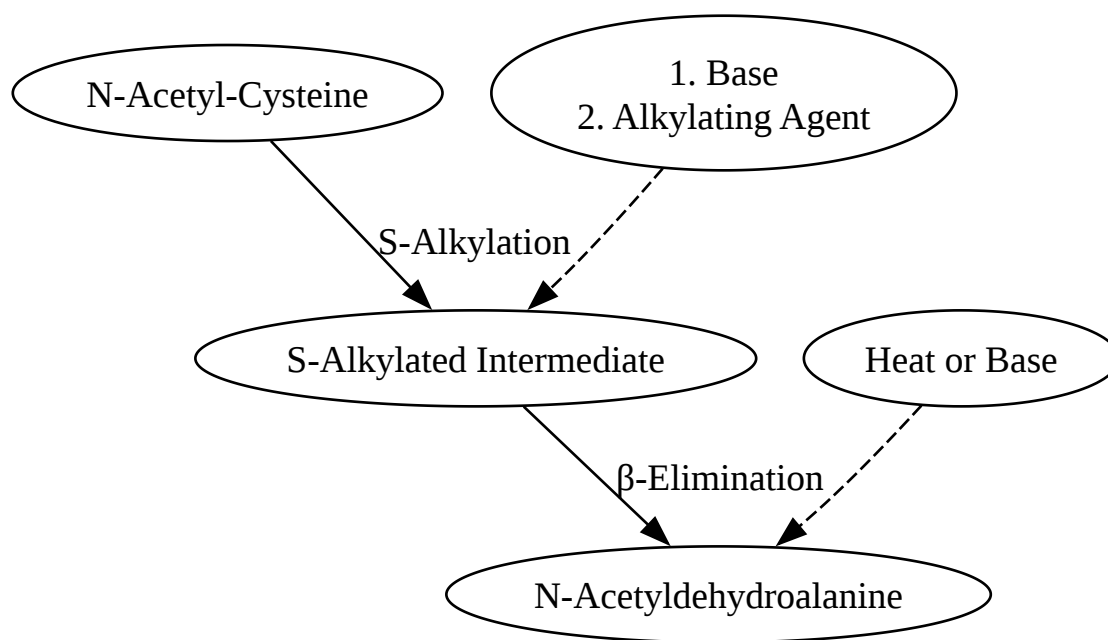 N-Acetyl-Cysteine
1. Base
2. Alkylating Agent
S-Alkylation
S-Alkylated Intermediate
Heat or Base
β-Elimination
N-Acetyldehydroalanine